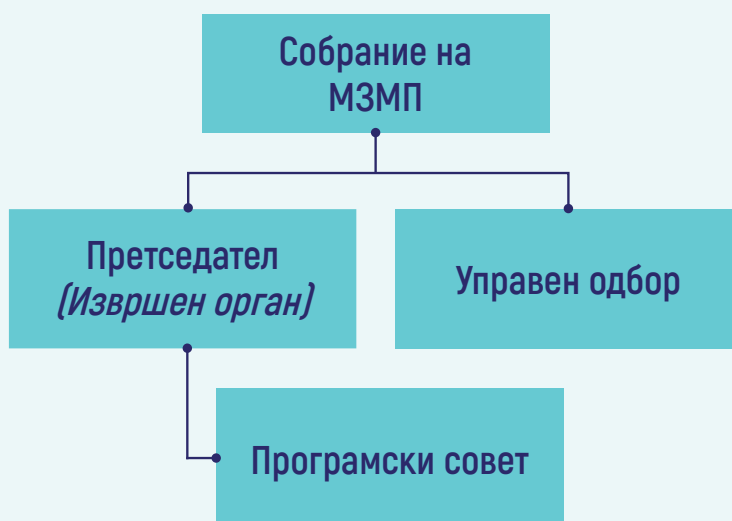 Собрание на
МЗМП
Претседател
(Извршен орган)
Управен одбор
Програмски совет